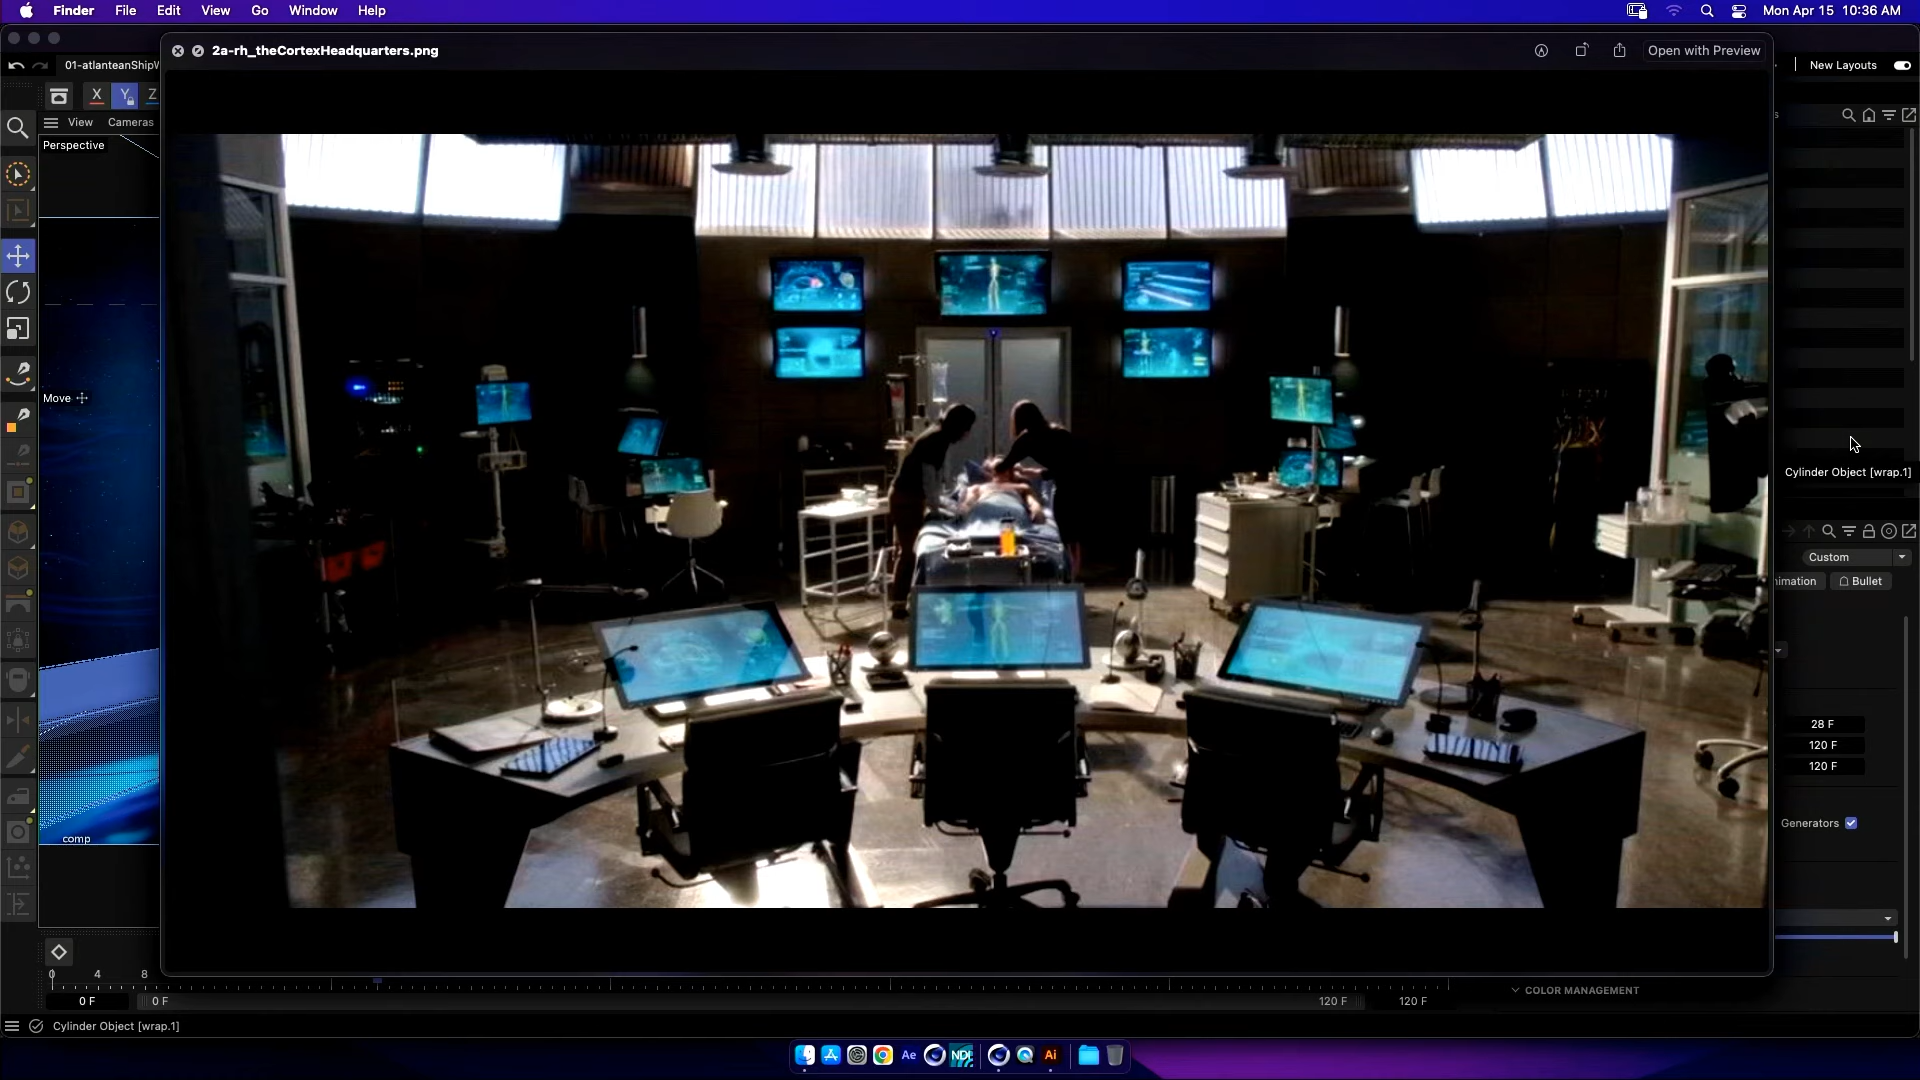 Finder File Edit View Go Window Help Mon Apr 15 10:36 AM
2a-rh_theCortexHeadquarters.png Open with Preview
01-atlanteanShipW New Layouts
X Y Z
View Cameras
Perspective
Move
Cylinder Object [wrap.1]
Custom
imation Bullet
28 F
120 F
120 F
Generators
comp
0 4 8
0 F 0 F 120 F 120 F
COLOR MANAGEMENT
Cylinder Object [wrap.1]
Ae NDI Ai